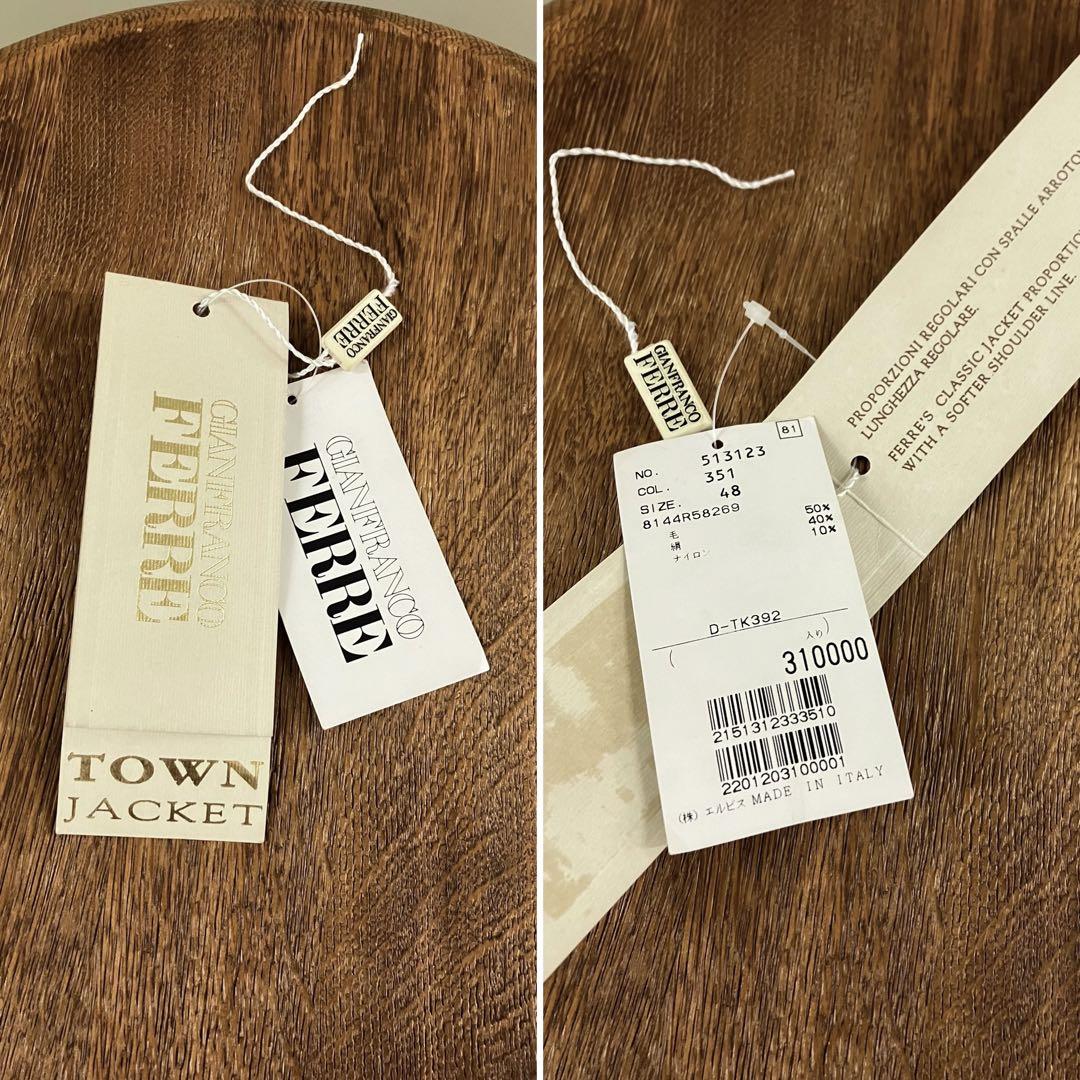 GIANFRANCO
FERRE
TOWN
JACKET
GIANFRANCO
FERRE
GIANFRANCO
FERRE
GIANFRANCO
FERRE
PROPORZIONI REGOLARI CON SPALLE
LUNGHEZZA REGOLARE.
FERRE'S CLASSIC JACKET
WITH A SOFTER SHOULDER LINE.
81
NO. 513123
COL. 351
SIZE. 48
8144R58269
毛 50%
絹 40%
ナイロン 10%
D-TK392
( 入り)
310000
2151312333510
2201203100001
(株) エルビス MADE IN ITALY